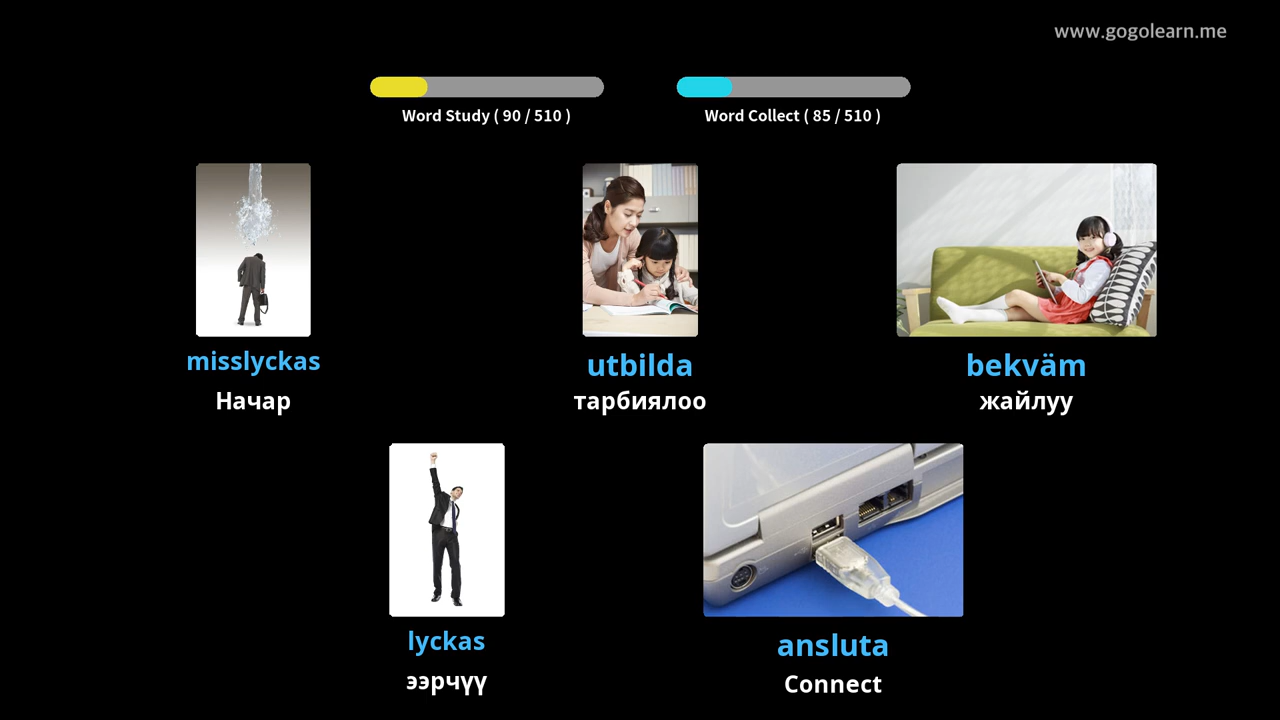 www.gogolearn.me
Word Study ( 90 / 510 )
Word Collect ( 85 / 510 )
misslyckas
Начар
utbilda
тарбиялоо
bekväm
жайлуу
lyckas
ээрчүү
ansluta
Connect